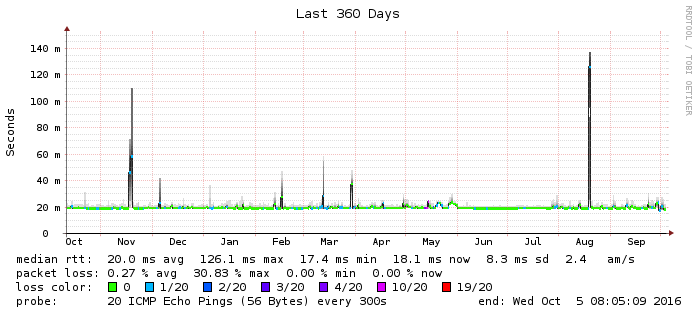 Last 360 Days
RRDTOOL / TOBI OETIKER
Seconds
140 m
120 m
100 m
80 m
60 m
40 m
20 m
0
Oct Nov Dec Jan Feb Mar Apr May Jun Jul Aug Sep
median rtt: 20.0 ms avg 126.1 ms max 17.4 ms min 18.1 ms now 8.3 ms sd 2.4 am/s
packet loss: 0.27 % avg 30.83 % max 0.00 % min 0.00 % now
loss color: 0 1/20 2/20 3/20 4/20 10/20 19/20
probe: 20 ICMP Echo Pings (56 Bytes) every 300s end: Wed Oct 5 08:05:09 2016